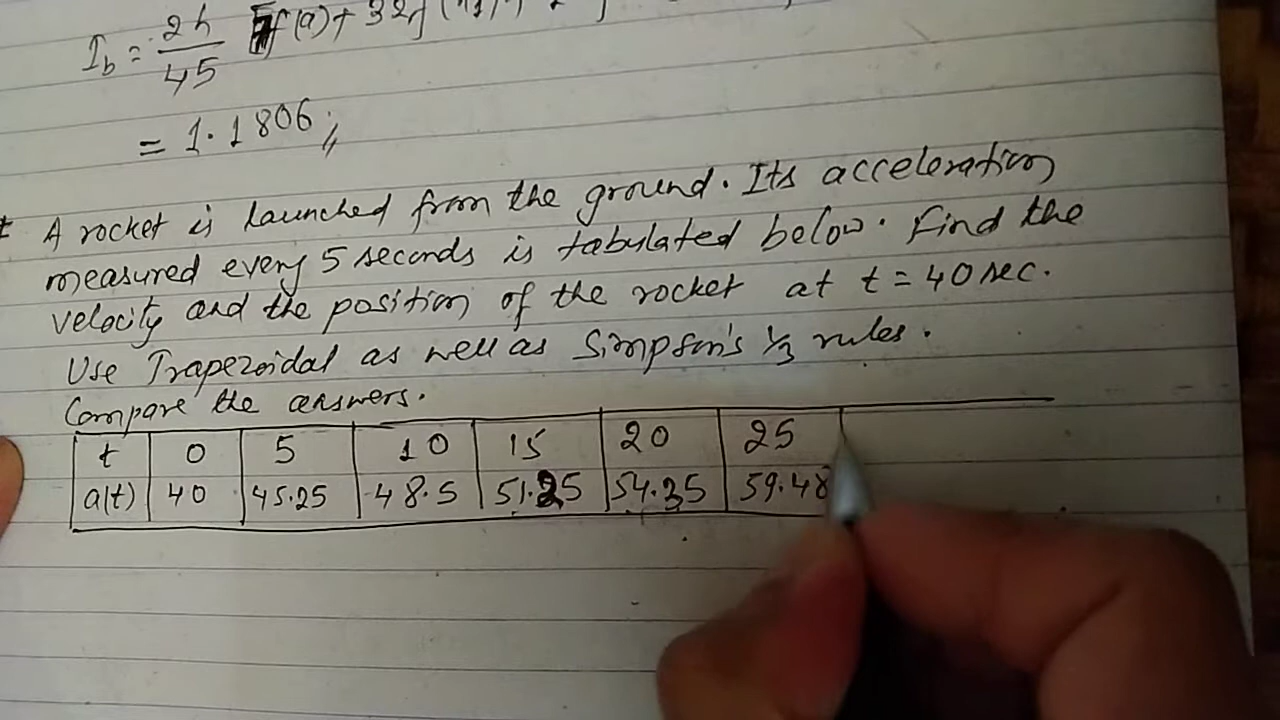 I_b = 2h/45 f(a) + 32f
= 1.1806
A rocket is launched from the ground. Its acceleration
measured every 5 seconds is tabulated below. Find the
velocity and the position of the rocket at t = 40 sec.
Use Trapezoidal as well as Simpson's 1/3 rules.
Compare the answers.
t 0 5 10 15 20 25
a(t) 40 45.25 48.5 51.25 54.35 59.48